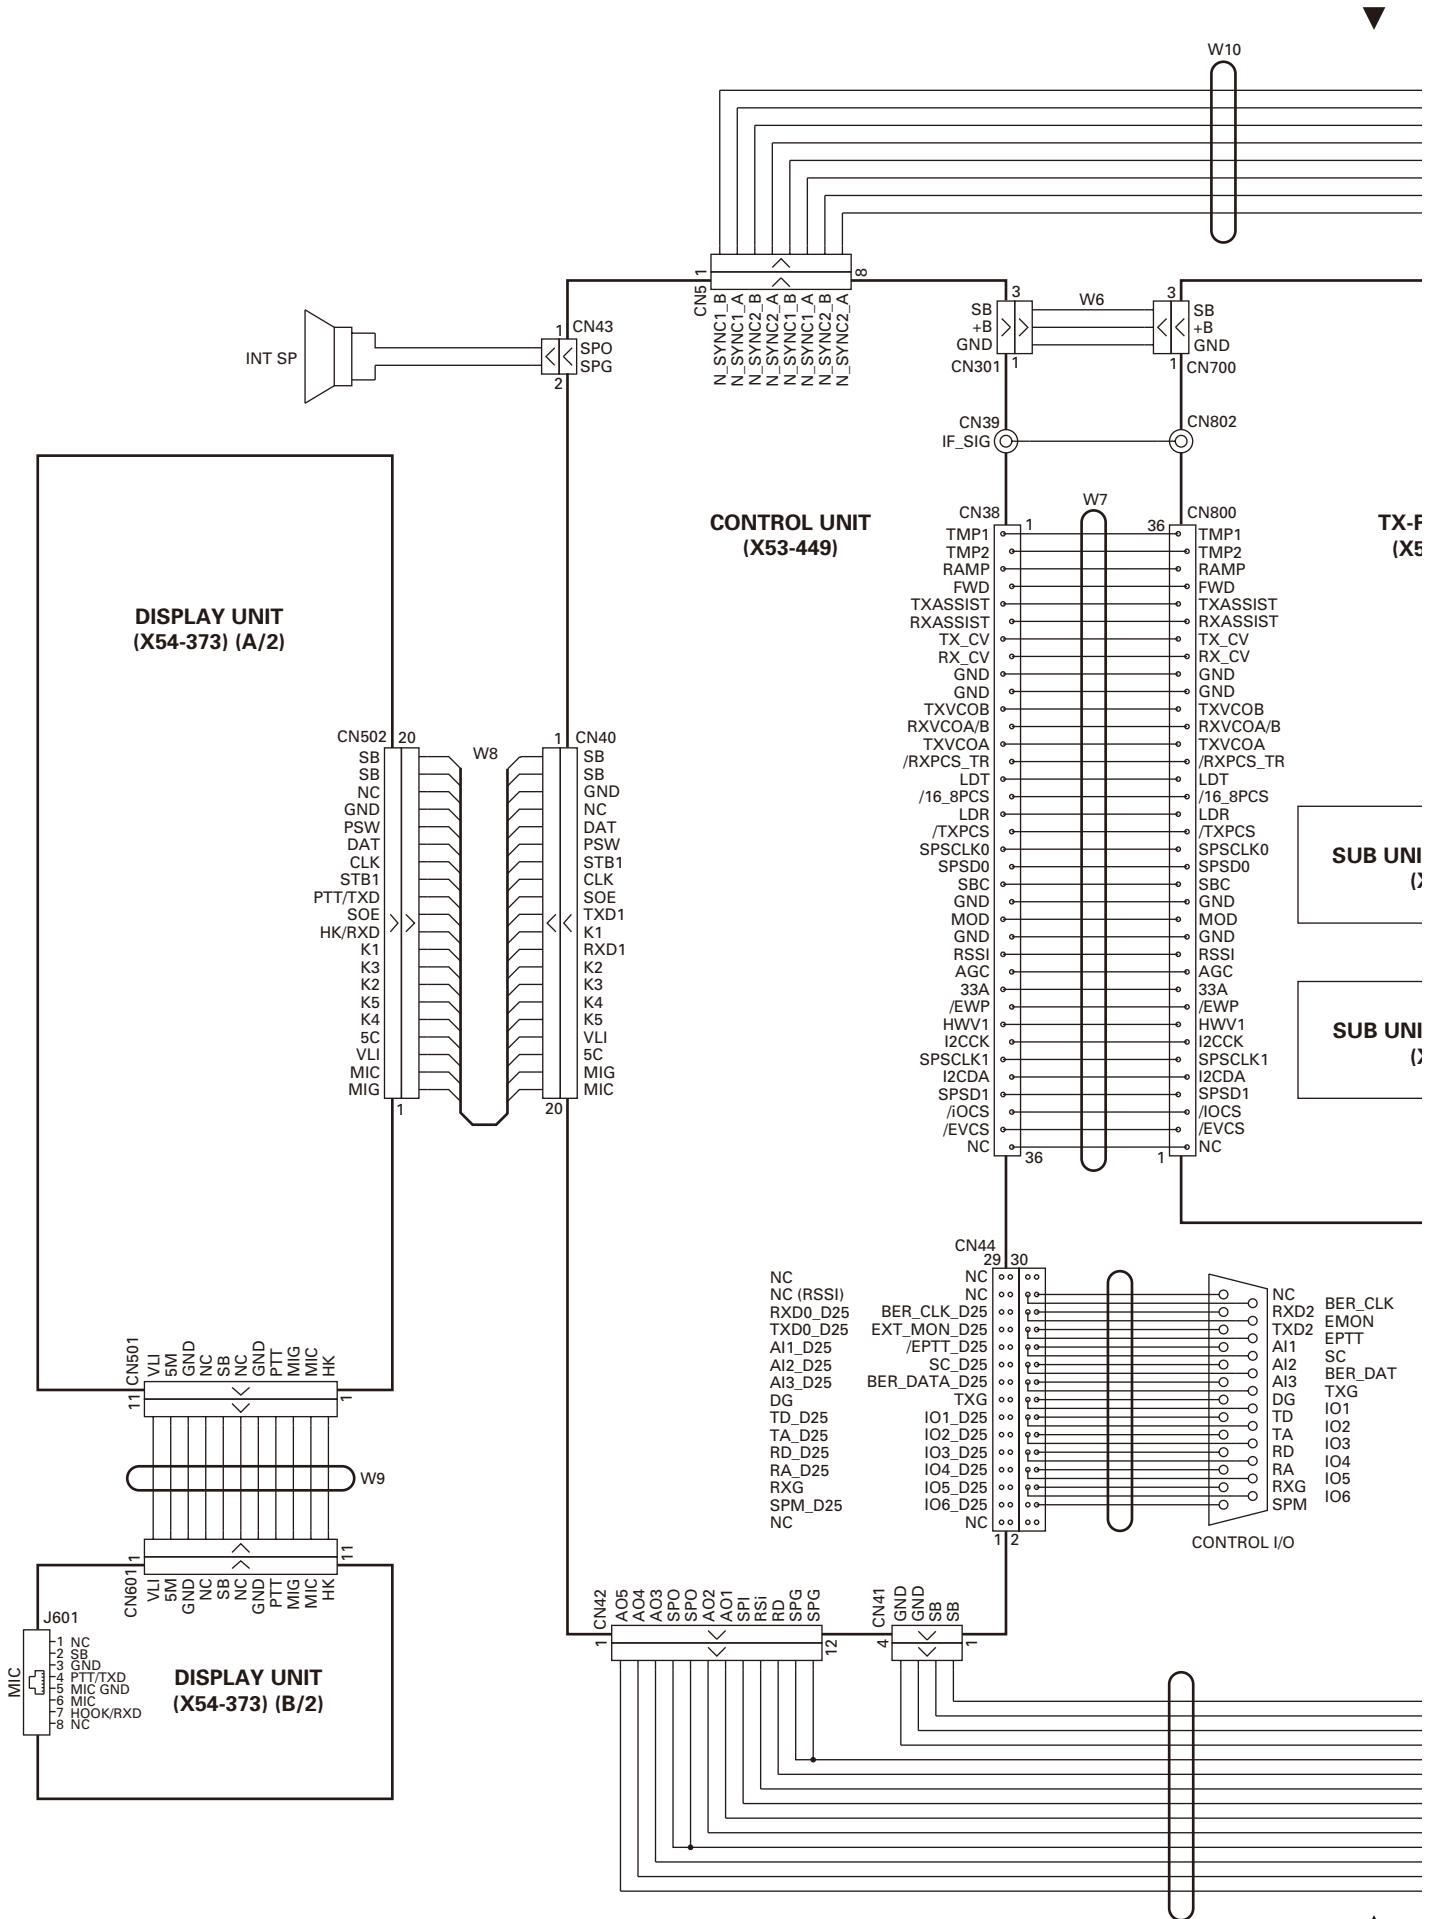 W10
CN5
1
8
N_SYNC1_B
N_SYNC1_A
N_SYNC2_B
N_SYNC2_A
N_SYNC1_B
N_SYNC1_A
N_SYNC2_B
N_SYNC2_A
INT SP
1
CN43
SPO
SPG
2
3
SB
+B
GND
CN301
1
W6
3
SB
+B
GND
1
CN700
CN39
IF_SIG
CN802
DISPLAY UNIT
(X54-373) (A/2)
CONTROL UNIT
(X53-449)
TX-
(X5
CN38
1
W7
36
CN800
TMP1
TMP2
RAMP
FWD
TXASSIST
RXASSIST
TX_CV
RX_CV
GND
GND
TXVCOB
RXVCOA/B
TXVCOA
/RXPCS_TR
LDT
/16_8PCS
LDR
/TXPCS
SPSCLK0
SPSD0
SBC
GND
MOD
GND
RSSI
AGC
33A
/EWP
HWV1
I2CCK
SPSCLK1
I2CDA
SPSD1
/iOCS
/EVCS
NC
36
TMP1
TMP2
RAMP
FWD
TXASSIST
RXASSIST
TX_CV
RX_CV
GND
GND
TXVCOB
RXVCOA/B
TXVCOA
/RXPCS_TR
LDT
/16_8PCS
LDR
/TXPCS
SPSCLK0
SPSD0
SBC
GND
MOD
GND
RSSI
AGC
33A
/EWP
HWV1
I2CCK
SPSCLK1
I2CDA
SPSD1
/IOCS
/EVCS
NC
1
SUB UNI
SUB UNI
CN502
20
SB
SB
NC
GND
PSW
DAT
CLK
STB1
PTT/TXD
SOE
HK/RXD
K1
K3
K2
K5
K4
5C
VLI
MIC
MIG
1
W8
1
CN40
SB
SB
GND
NC
DAT
PSW
STB1
CLK
SOE
TXD1
K1
RXD1
K2
K3
K4
K5
VLI
5C
MIG
MIC
20
CN44
29 30
NC NC
NC (RSSI) NC
RXD0_D25 BER_CLK_D25
TXD0_D25 EXT_MON_D25
AI1_D25 /EPTT_D25
AI2_D25 SC_D25
AI3_D25 BER_DATA_D25
DG TXG
TD_D25 IO1_D25
TA_D25 IO2_D25
RD_D25 IO3_D25
RA_D25 IO4_D25
RXG IO5_D25
SPM_D25 IO6_D25
NC NC
1 2
NC
BER_CLK
RXD2
EMON
TXD2
EPTT
AI1
SC
AI2
BER_DAT
AI3
TXG
DG
IO1
TD
IO2
TA
IO3
RD
IO4
RA
IO5
RXG
IO6
SPM
CONTROL I/O
CN501
11
VLI
5M
GND
NC
SB
NC
GND
PTT
MIG
MIC
HK
1
W9
CN601
1
11
VLI
5M
GND
NC
SB
NC
GND
PTT
MIG
MIC
HK
J601
MIC
1 NC
2 SB
3 GND
4 PTT/TXD
5 MIC GND
6 MIC
7 HOOK/RXD
8 NC
DISPLAY UNIT
(X54-373) (B/2)
CN42
1
AO5
AO4
AO3
SPO
SPO
AO2
AO1
SPI
RSi
RD
SPG
SPG
12
CN41
4
GND
GND
SB
SB
1